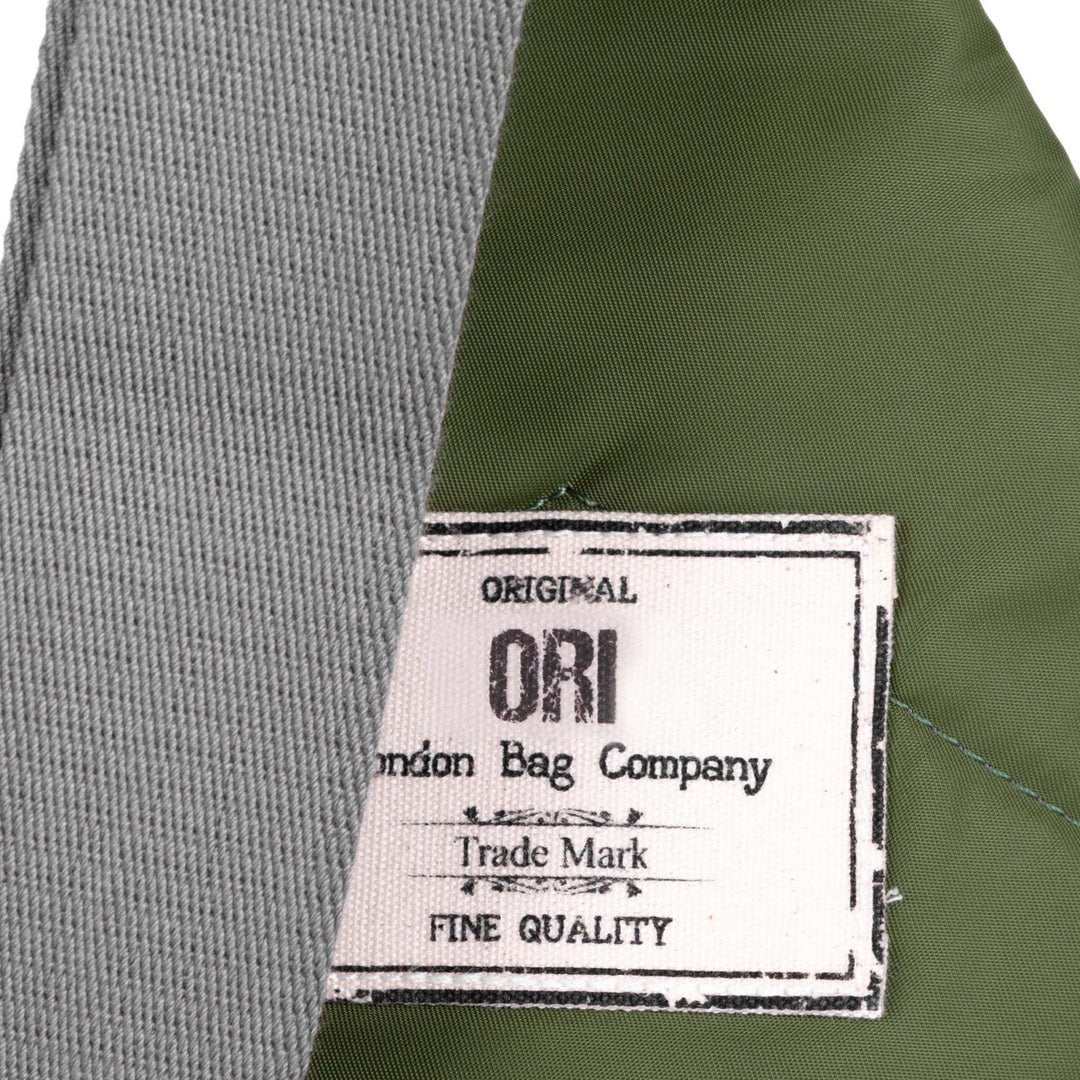 ORIGINAL
ORI
ondon Bag Company
Trade Mark
FINE QUALITY